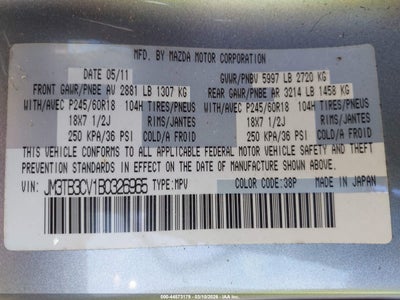 MFD. BY MAZDA MOTOR CORPORATION
DATE 05/11 GVWR/PNBV 5997 LB 2720 KG
FRONT GAWR/PNBE AV 2881 LB 1307 KG REAR GAWR/PNBE AR 3214 LB 1458 KG
WITH/AVEC P245/60R18 104H TIRES/PNEUS WITH/AVEC P245/60R18 104H TIRES/PNEUS
18X7 1/2J RIMS/JANTES 18X7 1/2J RIMS/JANTES
250 KPA/36 PSI COLD/A FROID 250 KPA/36 PSI COLD/A FROID
THIS VEHICLE CONFORMS TO ALL APPLICABLE FEDERAL MOTOR VEHICLE SAFETY AND THEFT
PREVENTION STANDARDS IN EFFECT ON THE DATE OF MANUFACTURE SHOWN ABOVE.
VIN: JM3TB3CV1B0326965 TYPE:MPV COLOR CODE:38P MADE IN JAPAN